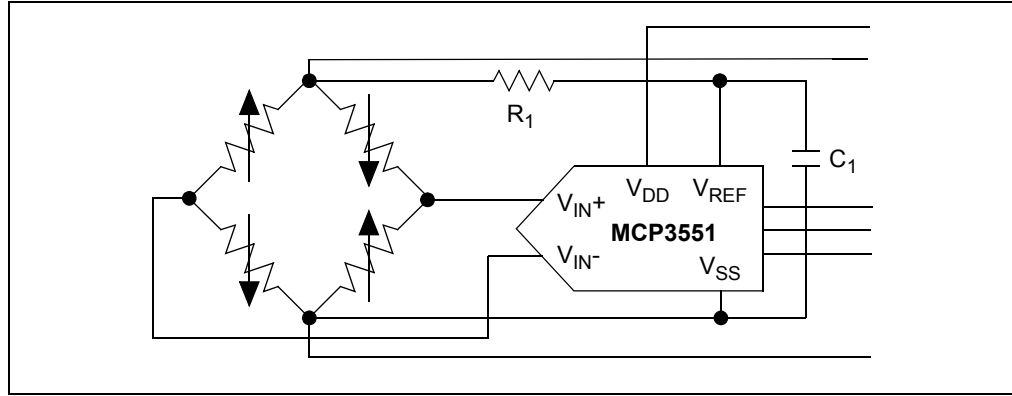 R1
C1
VDD VREF
VIN+
MCP3551
VIN-
VSS